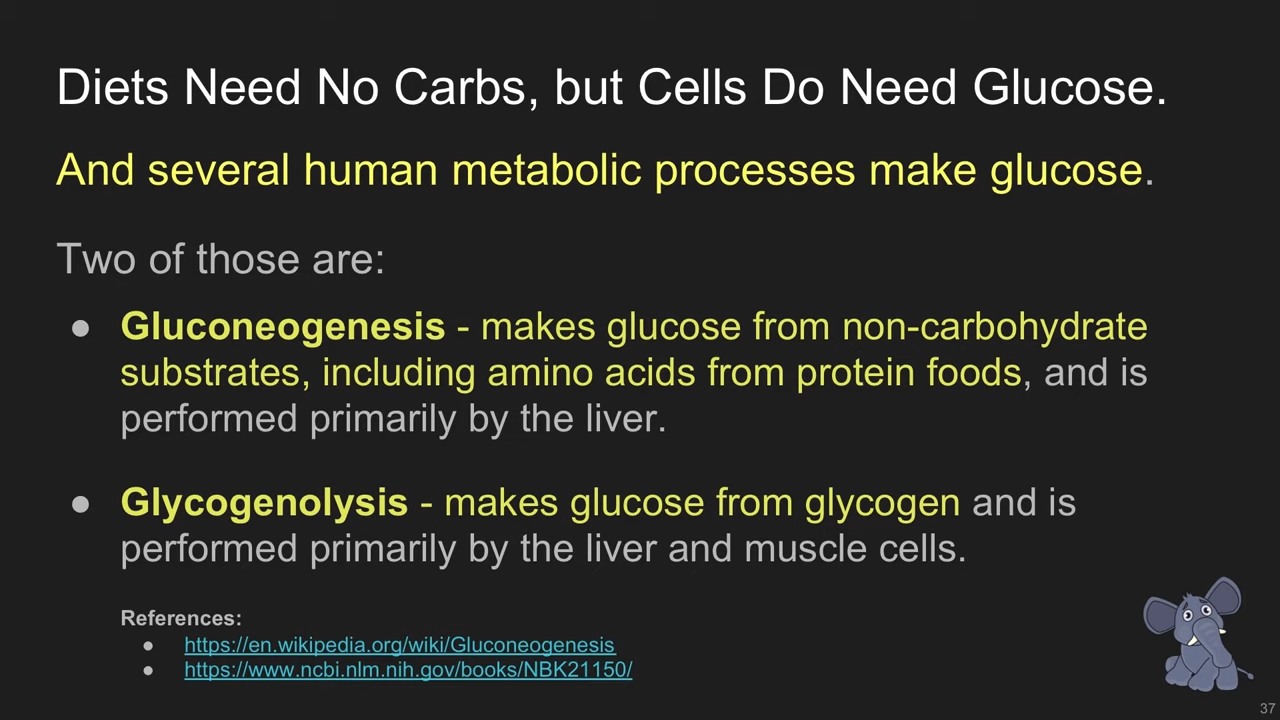 Diets Need No Carbs, but Cells Do Need Glucose.
And several human metabolic processes make glucose.
Two of those are:
● Gluconeogenesis - makes glucose from non-carbohydrate
substrates, including amino acids from protein foods, and is
performed primarily by the liver.
● Glycogenolysis - makes glucose from glycogen and is
performed primarily by the liver and muscle cells.
References:
● https://en.wikipedia.org/wiki/Gluconeogenesis
● https://www.ncbi.nlm.nih.gov/books/NBK21150/
37